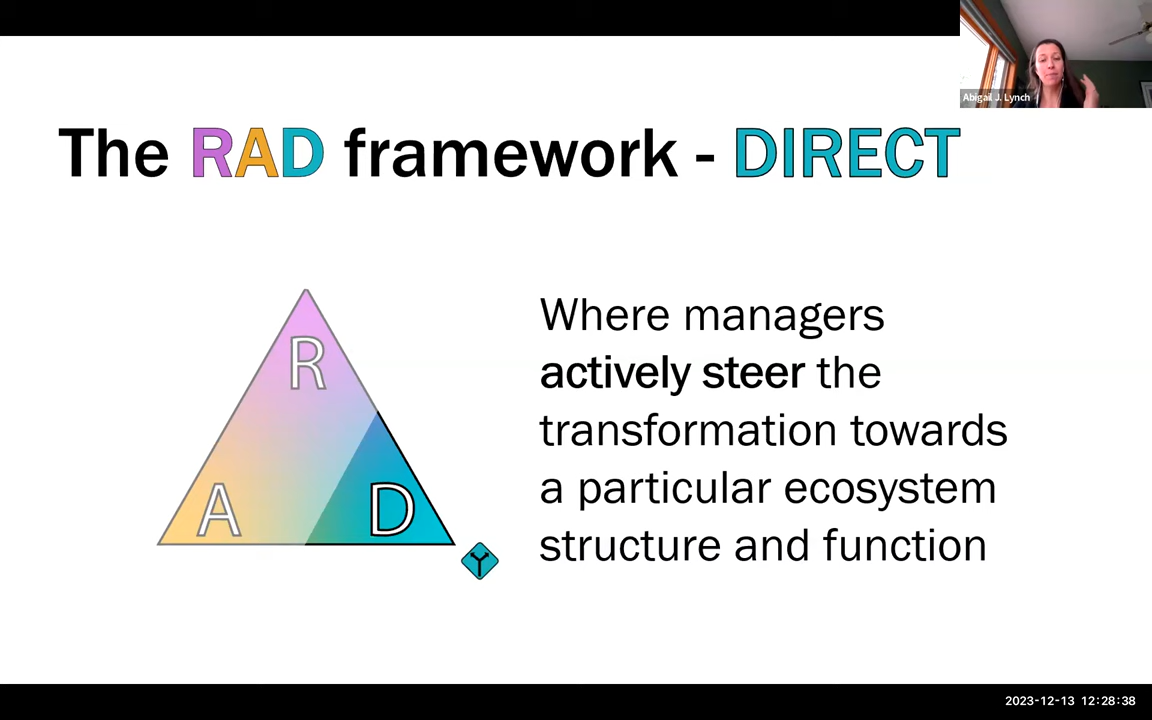 Abigail J. Lynch
The RAD framework - DIRECT
R
A
D
Where managers
actively steer the
transformation towards
a particular ecosystem
structure and function
2023-12-13 12:28:38